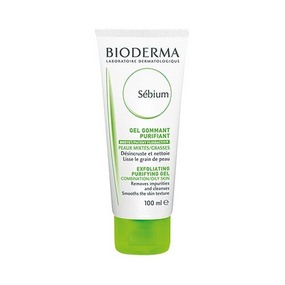 BIODERMA
LABORATOIRE DERMATOLOGIQUE
Sébium
GEL GOMMANT
PURIFIANT
PEAUX MIXTES/GRASSES
Désincruste et nettoie
Lisse le grain de peau
EXFOLIATING
PURIFYING GEL
COMBINATION/OILY SKIN
Removes impurities
and cleanses
Smooths the skin texture
100 ml ℮